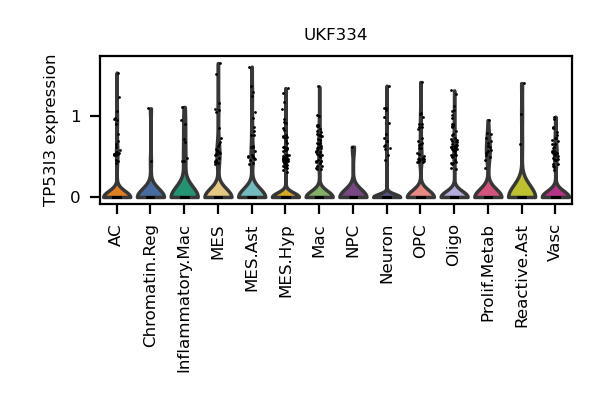 UKF334
TP53I3 expression
1
0
AC
Chromatin.Reg
Inflammatory.Mac
MES
MES.Ast
MES.Hyp
Mac
NPC
Neuron
OPC
Oligo
Prolif.Metab
Reactive.Ast
Vasc